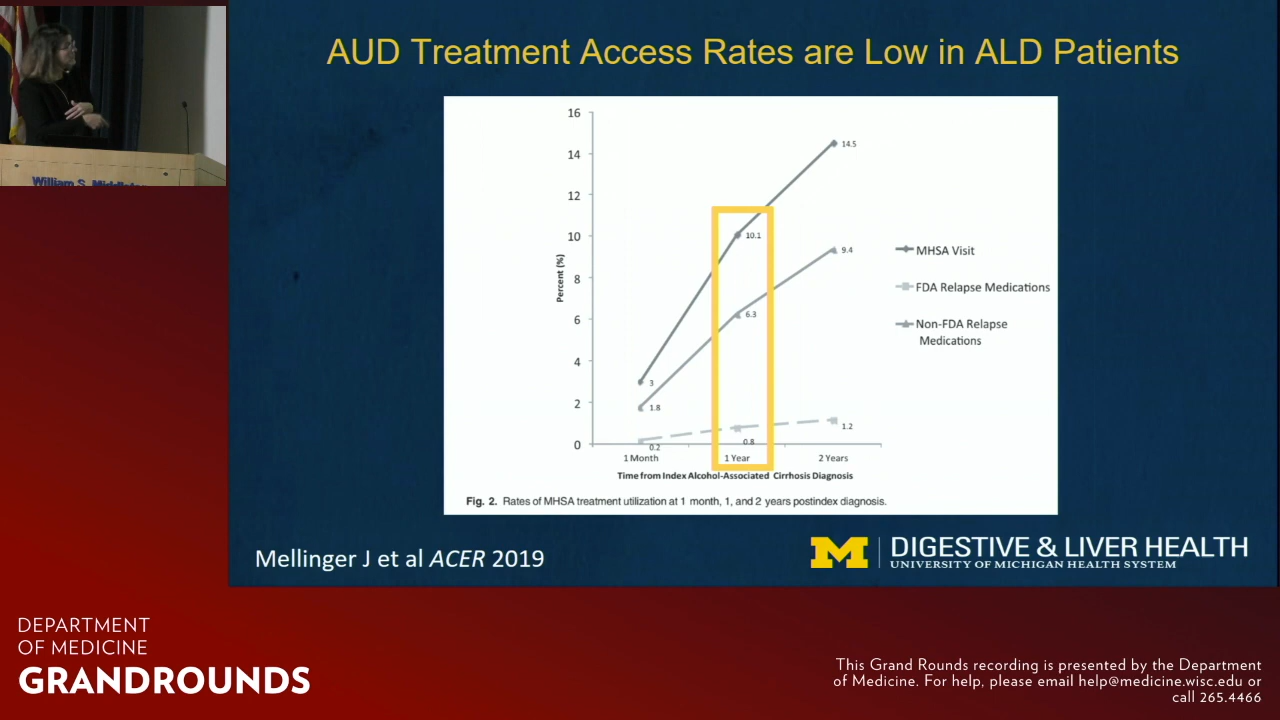 AUD Treatment Access Rates are Low in ALD Patients
16
14
12
10
8
6
4
2
0
Percent (%)
14.5
10.1
9.4
6.3
3
1.8
1.2
0.8
0.2
MHSA Visit
FDA Relapse Medications
Non-FDA Relapse
Medications
1 Month
1 Year
2 Years
Time from Index Alcohol-Associated Cirrhosis Diagnosis
Fig. 2. Rates of MHSA treatment utilization at 1 month, 1, and 2 years postindex diagnosis.
Mellinger J et al ACER 2019
M
DIGESTIVE & LIVER HEALTH
UNIVERSITY OF MICHIGAN HEALTH SYSTEM
William S.
DEPARTMENT
OF MEDICINE
GRANDROUNDS
This Grand Rounds recording is presented by the Department
of Medicine. For help, please email help@medicine.wisc.edu or
call 265.4466